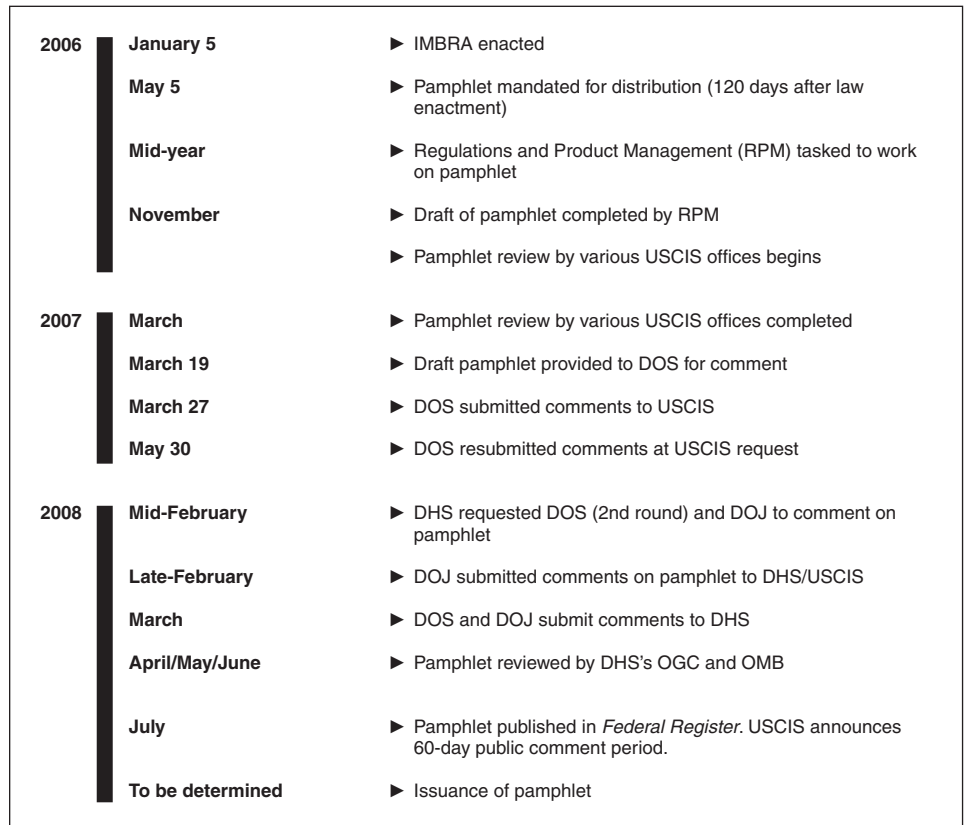 2006 January 5 ► IMBRA enacted
May 5 ► Pamphlet mandated for distribution (120 days after law
enactment)
Mid-year ► Regulations and Product Management (RPM) tasked to work
on pamphlet
November ► Draft of pamphlet completed by RPM
► Pamphlet review by various USCIS offices begins
2007 March ► Pamphlet review by various USCIS offices completed
March 19 ► Draft pamphlet provided to DOS for comment
March 27 ► DOS submitted comments to USCIS
May 30 ► DOS resubmitted comments at USCIS request
2008 Mid-February ► DHS requested DOS (2nd round) and DOJ to comment on
pamphlet
Late-February ► DOJ submitted comments on pamphlet to DHS/USCIS
March ► DOS and DOJ submit comments to DHS
April/May/June ► Pamphlet reviewed by DHS's OGC and OMB
July ► Pamphlet published in Federal Register. USCIS announces
60-day public comment period.
To be determined ► Issuance of pamphlet